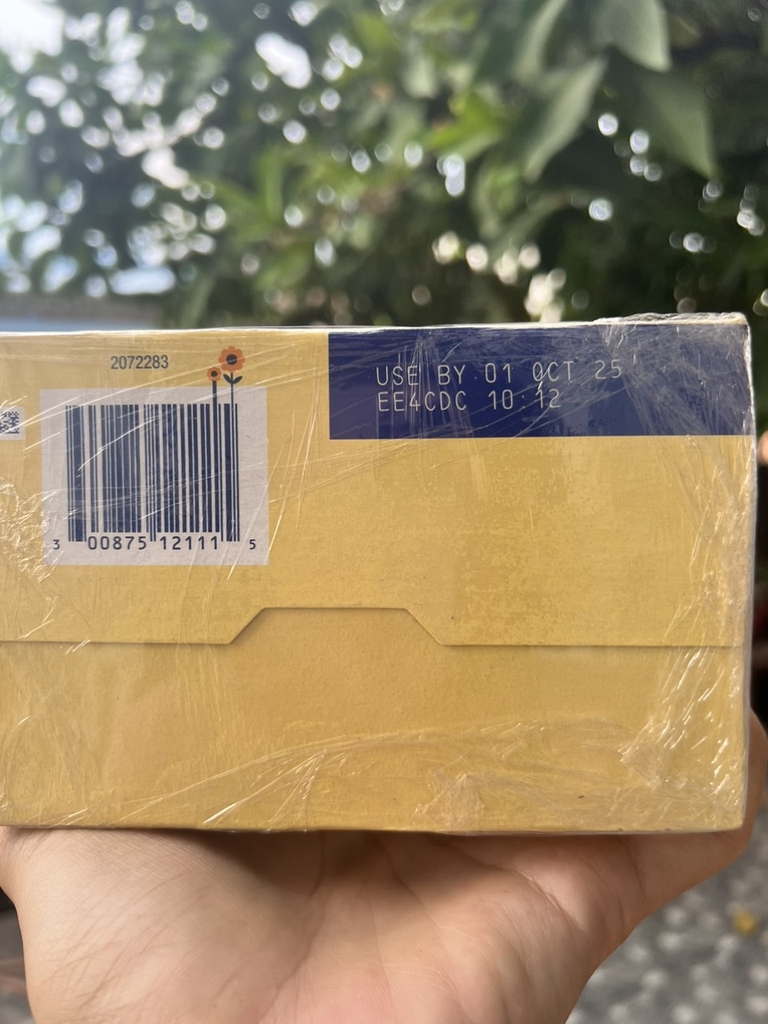 2072283
USE BY 01 OCT 25
EE4CDC 10:12
3 00875 12111 5